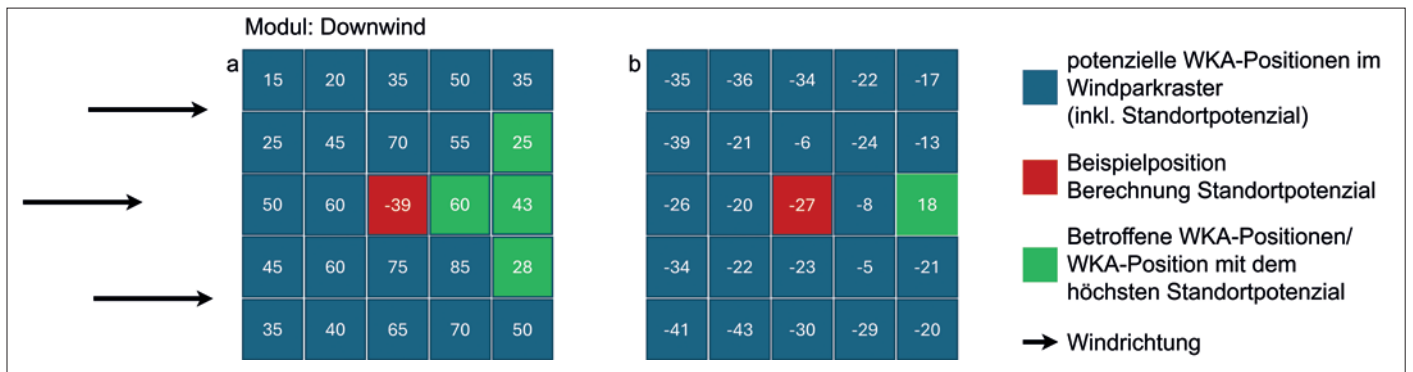 Modul: Downwind
a
15 20 35 50 35
25 45 70 55 25
50 60 -39 60 43
45 60 75 85 28
35 40 65 70 50
b
-35 -36 -34 -22 -17
-39 -21 -6 -24 -13
-26 -20 -27 -8 18
-34 -22 -23 -5 -21
-41 -43 -30 -29 -20
potenzielle WKA-Positionen im
Windparkraster
(inkl. Standortpotenzial)
Beispielposition
Berechnung Standortpotenzial
Betroffene WKA-Positionen/
WKA-Position mit dem
höchsten Standortpotenzial
Windrichtung